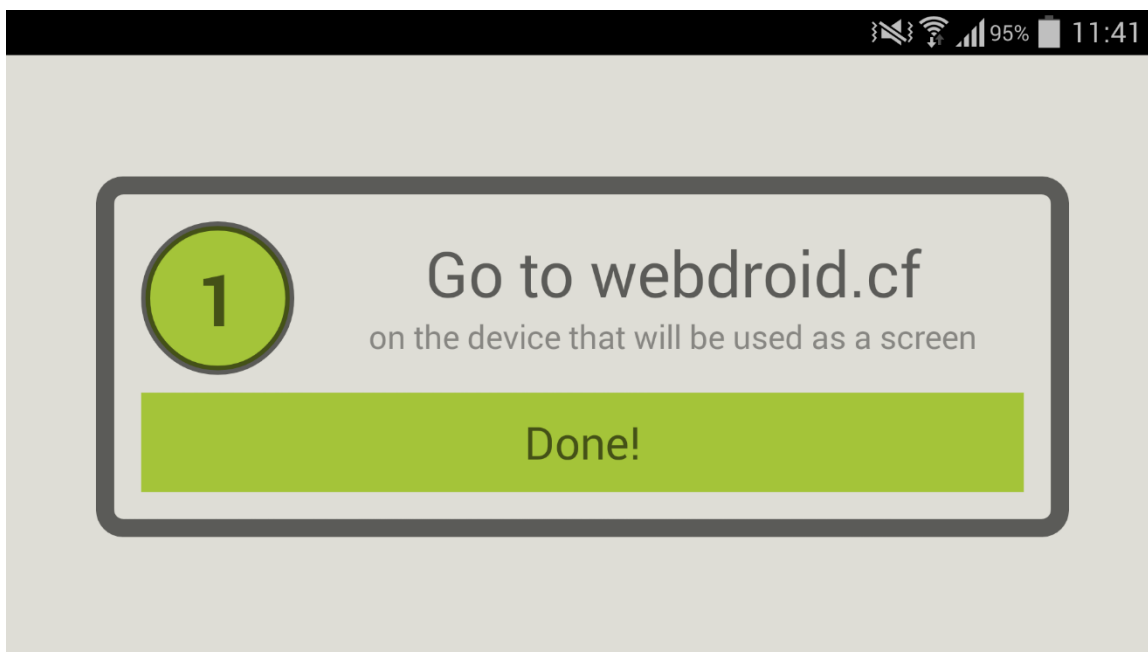 95% 11:41
1
Go to webdroid.cf
on the device that will be used as a screen
Done!